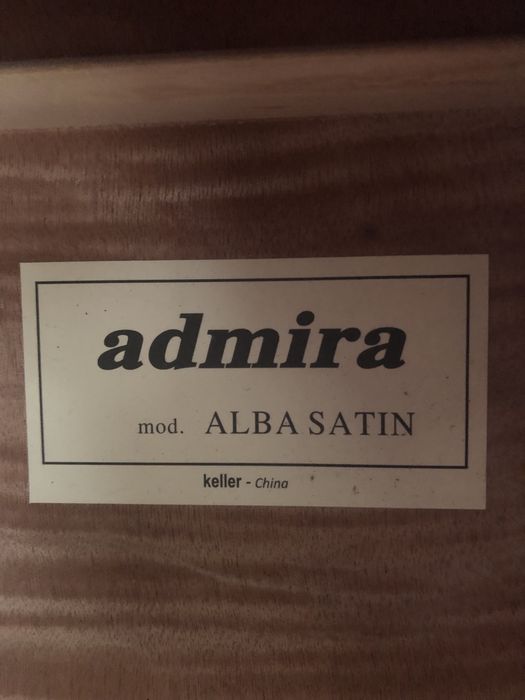 admira
mod. ALBA SATIN
keller - China